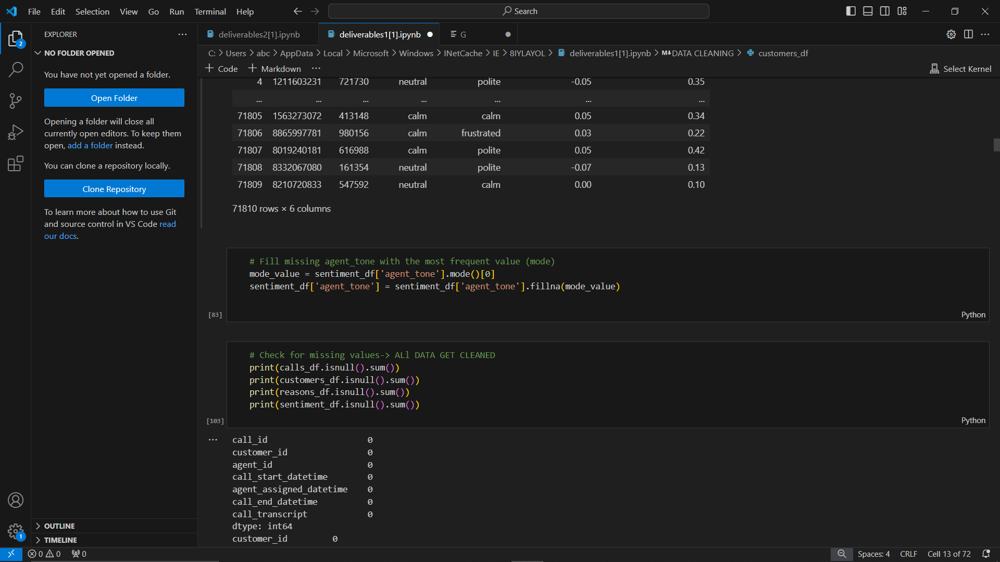 File Edit Selection View Go Run Terminal Help Search
EXPLORER
2
NO FOLDER OPENED
You have not yet opened a folder.
Open Folder
Opening a folder will close all
currently open editors. To keep them
open, add a folder instead.
You can clone a repository locally.
Clone Repository
To learn more about how to use Git
and source control in VS Code read
our docs.
OUTLINE
TIMELINE
1
deliverables2[1].ipynb deliverables1[1].ipynb G
C: > Users > abc > AppData > Local > Microsoft > Windows > INetCache > IE > 8IYLAYOL > deliverables1[1].ipynb > M↓DATA CLEANING > customers_df
+ Code + Markdown ... Select Kernel
4 1211603231 721730 neutral polite -0.05 0.35
... ... ... ... ... ... ...
71805 1563273072 413148 calm calm 0.05 0.34
71806 8865997781 980156 calm frustrated 0.03 0.22
71807 8019240181 616988 calm polite 0.05 0.42
71808 8332067080 161354 neutral polite -0.07 0.13
71809 8210720833 547592 neutral calm 0.00 0.10
71810 rows × 6 columns
# Fill missing agent_tone with the most frequent value (mode)
mode_value = sentiment_df['agent_tone'].mode()[0]
sentiment_df['agent_tone'] = sentiment_df['agent_tone'].fillna(mode_value)
[83] Python
# Check for missing values-> ALl DATA GET CLEANED
print(calls_df.isnull().sum())
print(customers_df.isnull().sum())
print(reasons_df.isnull().sum())
print(sentiment_df.isnull().sum())
[103] Python
... call_id 0
customer_id 0
agent_id 0
call_start_datetime 0
agent_assigned_datetime 0
call_end_datetime 0
call_transcript 0
dtype: int64
customer_id 0
0 0 0 Spaces: 4 CRLF Cell 13 of 72